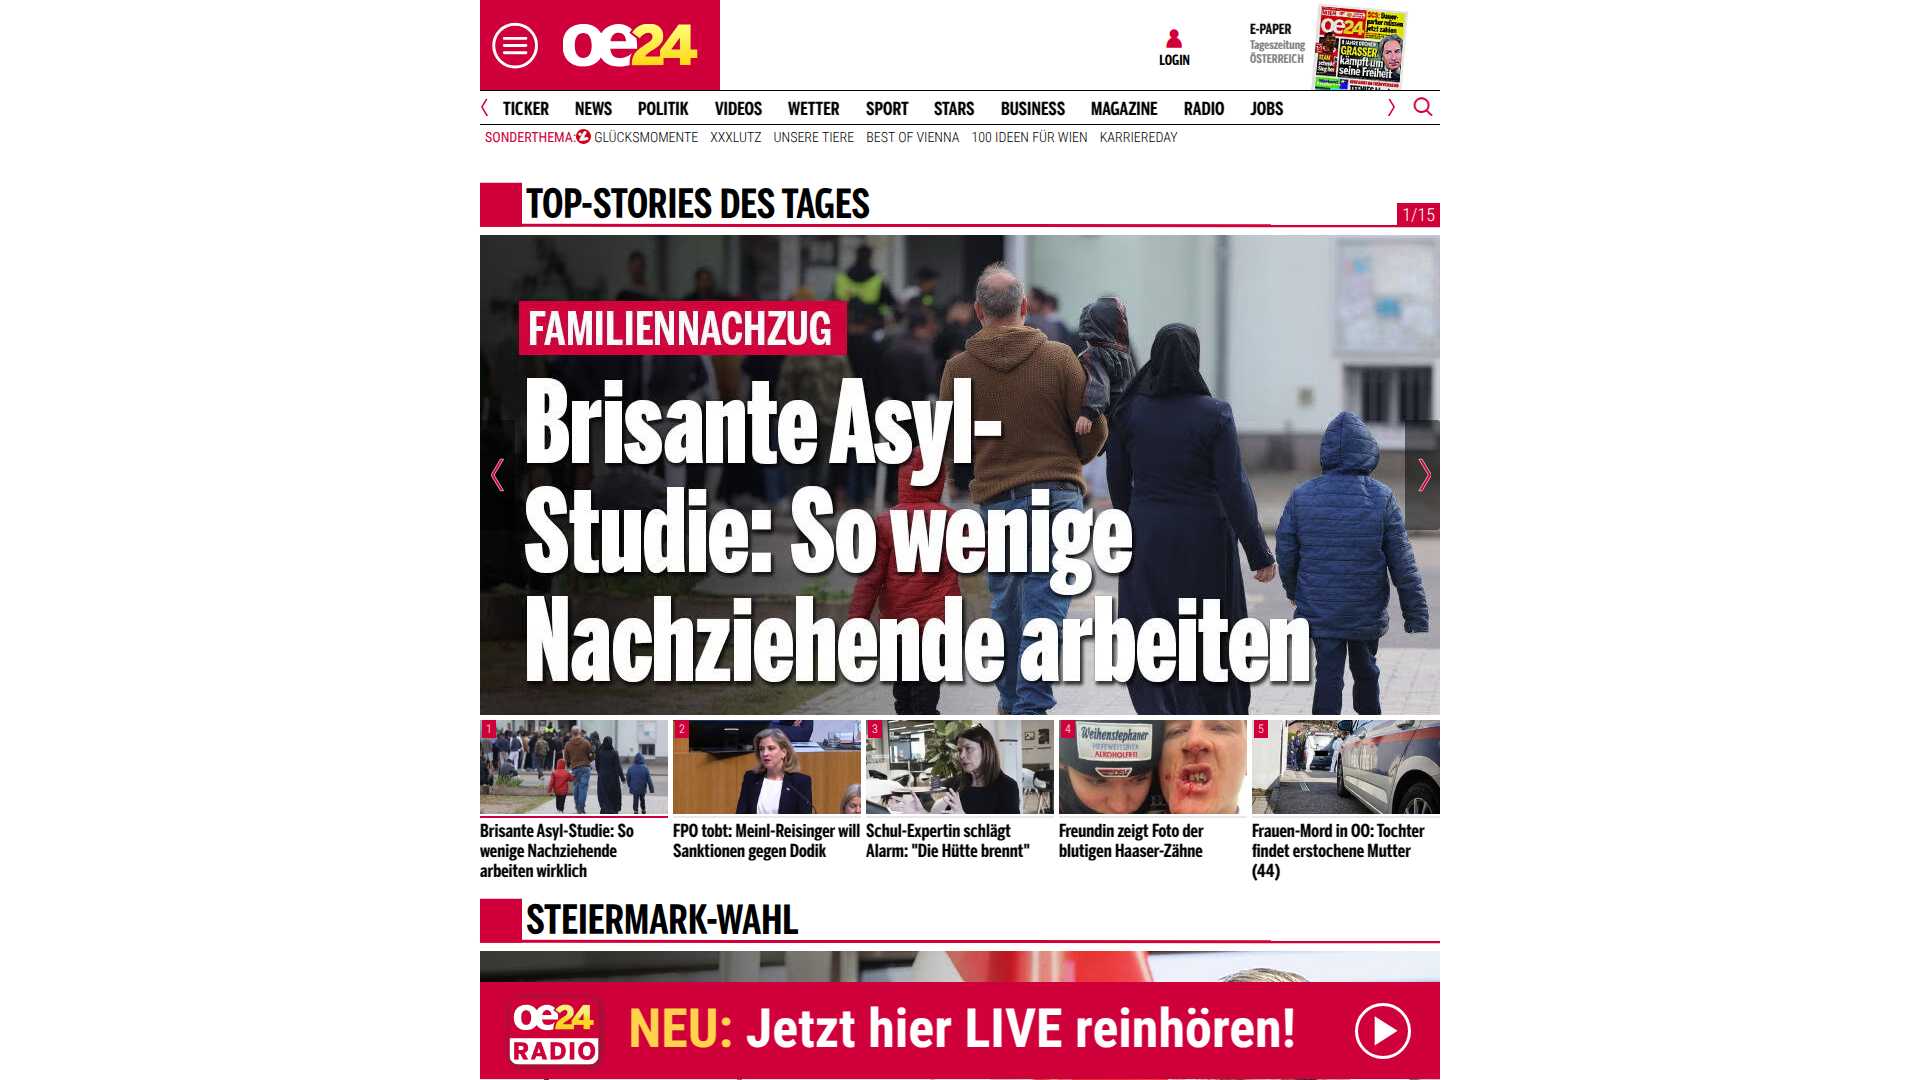 oe24
LOGIN
E-PAPER
Tageszeitung
ÖSTERREICH
oe24
GRASSER
kämpft um
seine Freiheit
TICKER NEWS POLITIK VIDEOS WETTER SPORT STARS BUSINESS MAGAZINE RADIO JOBS
SONDERTHEMA: GLÜCKSMOMENTE XXXLUTZ UNSERE TIERE BEST OF VIENNA 100 IDEEN FÜR WIEN KARRIEREDAY
TOP-STORIES DES TAGES
1/15
FAMILIENNACHZUG
Brisante Asyl-
Studie: So wenige
Nachziehende arbeiten
1
2
3
4
5
Weihenstephaner
HEFEWEISSBIER
ALKOHOLFREI
Brisante Asyl-Studie: So
wenige Nachziehende
arbeiten wirklich
FPÖ tobt: Meinl-Reisinger will
Sanktionen gegen Dodik
Schul-Expertin schlägt
Alarm: "Die Hütte brennt"
Freundin zeigt Foto der
blutigen Haaser-Zähne
Frauen-Mord in OÖ: Tochter
findet erstochene Mutter
(44)
STEIERMARK-WAHL
oe24
RADIO
NEU: Jetzt hier LIVE reinhören!